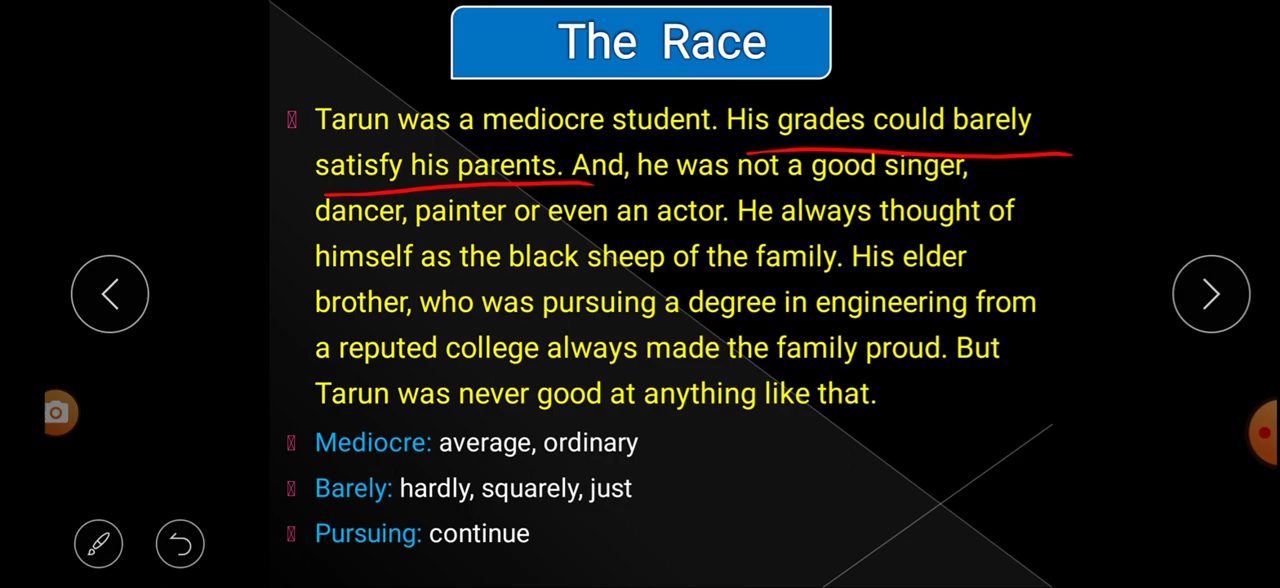 The Race
Tarun was a mediocre student. His grades could barely
satisfy his parents. And, he was not a good singer,
dancer, painter or even an actor. He always thought of
himself as the black sheep of the family. His elder
brother, who was pursuing a degree in engineering from
a reputed college always made the family proud. But
Tarun was never good at anything like that.
Mediocre: average, ordinary
Barely: hardly, squarely, just
Pursuing: continue